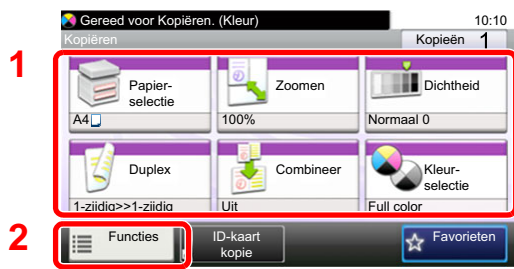 Gereed voor Kopiëren. (Kleur) 10:10
Kopiëren Kopieën 1
1
Papier-
selectie
A4
Zoomen
100%
Dichtheid
Normaal 0
Duplex
1-zijdig>>1-zijdig
Combineer
Uit
Kleur-
selectie
Full color
2
Functies
ID-kaart
kopie
Favorieten